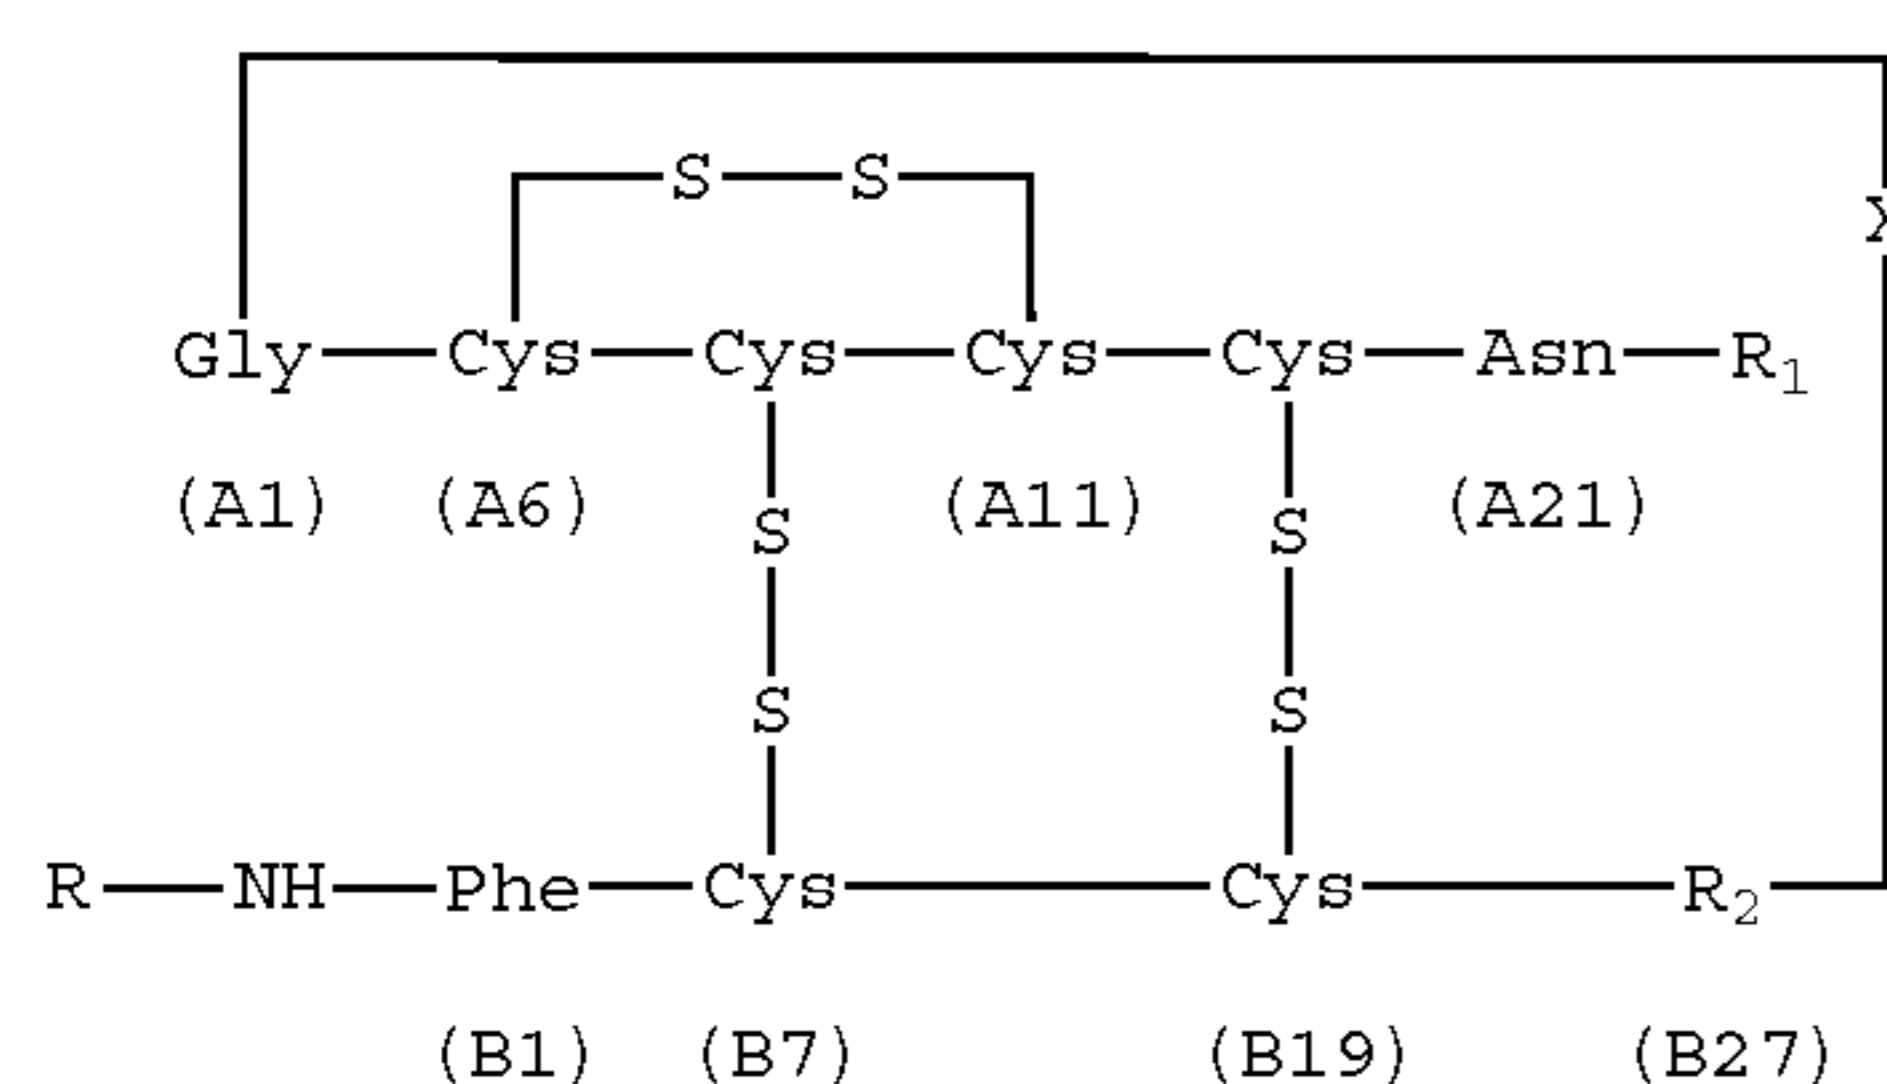 S S
X
Gly Cys Cys Cys Cys Asn R₁
(A1) (A6) (A11) (A21)
S S
S S
R NH Phe Cys Cys R₂
(B1) (B7) (B19) (B27)